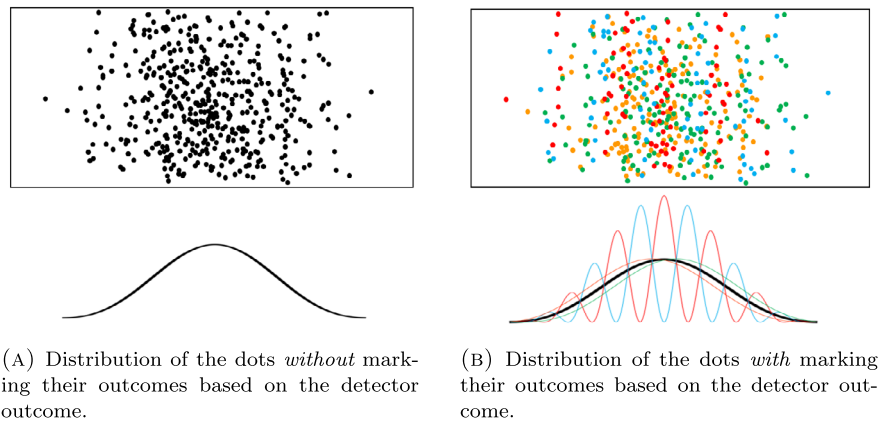 (A) Distribution of the dots without mark-
ing their outcomes based on the detector
outcome.
(B) Distribution of the dots with marking
their outcomes based on the detector out-
come.